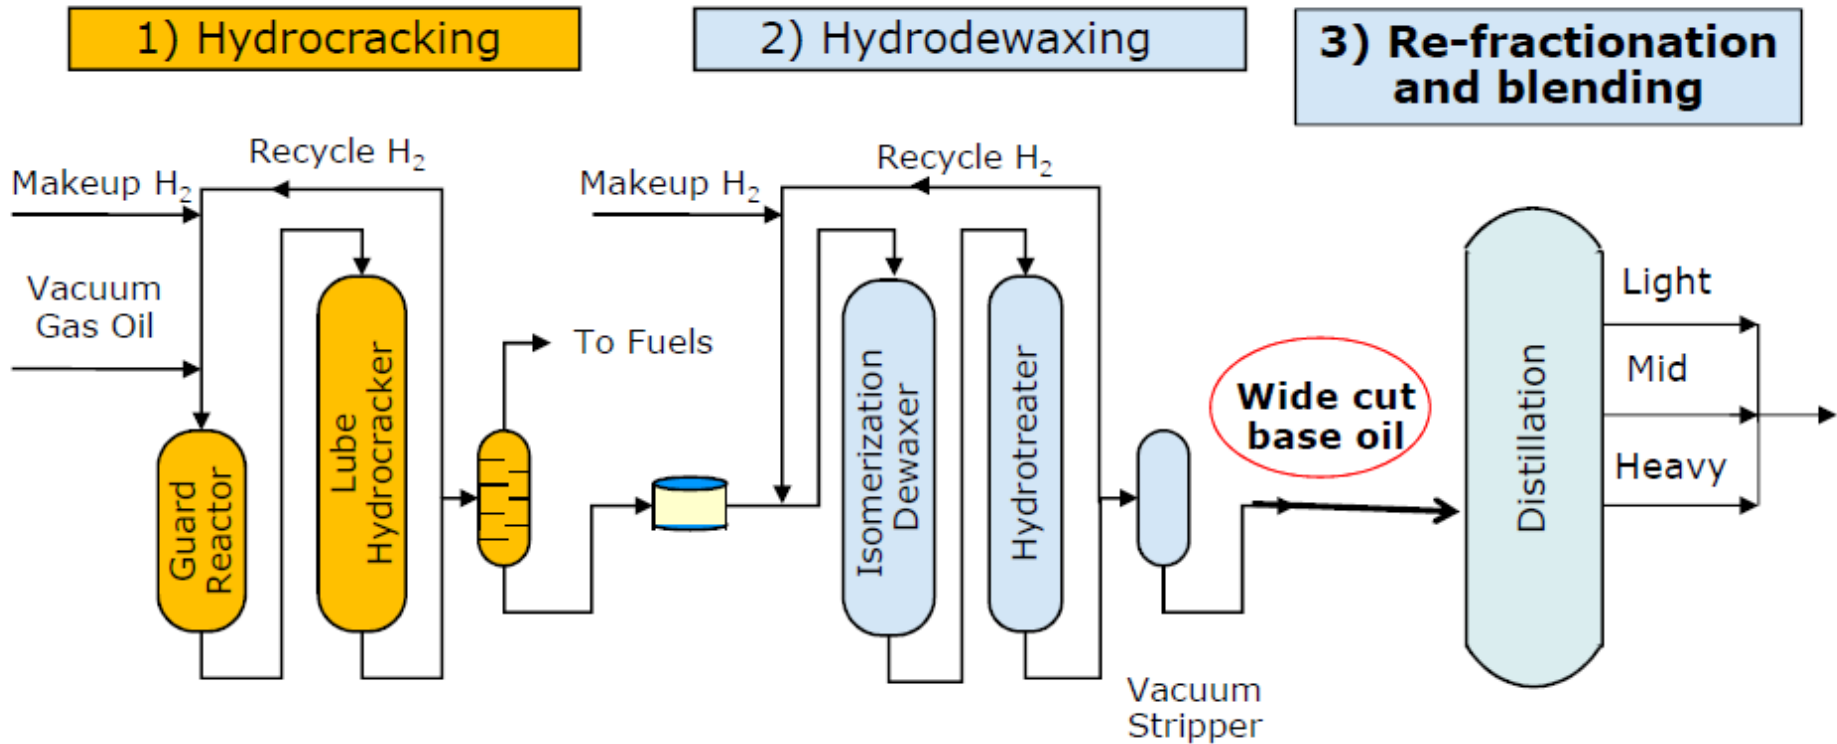 1) Hydrocracking
2) Hydrodewaxing
3) Re-fractionation
and blending
Recycle H₂
Makeup H₂
Vacuum
Gas Oil
Guard
Reactor
Lube
Hydrocracker
To Fuels
Recycle H₂
Makeup H₂
Isomerization
Dewaxer
Hydrotreater
Vacuum
Stripper
Wide cut
base oil
Distillation
Light
Mid
Heavy